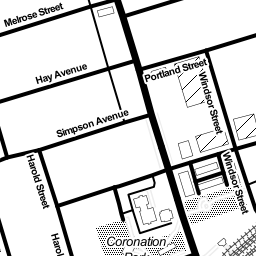 Melrose Street
Hay Avenue
Portland Street
Windsor Street
Simpson Avenue
Harold Street
Windsor Street
Harol
Coronation